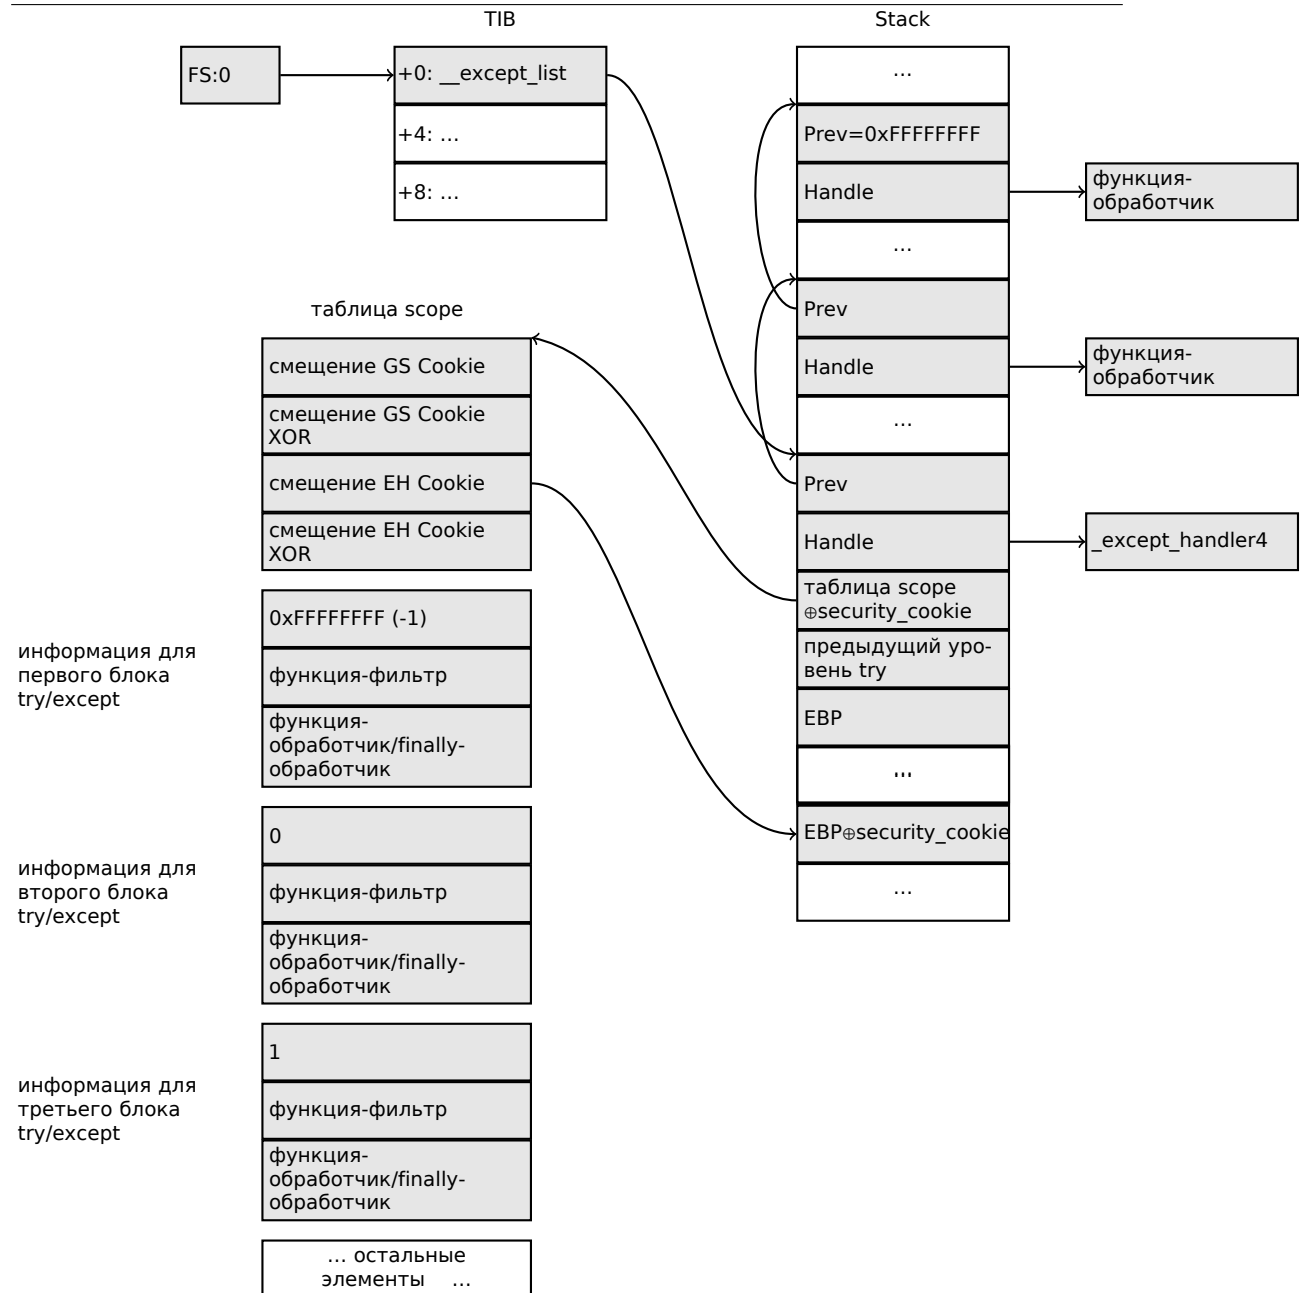 TIB
Stack
FS:0
+0: __except_list
+4: ...
+8: ...
...
Prev=0xFFFFFFFF
Handle
функция-
обработчик
...
Prev
Handle
функция-
обработчик
...
Prev
Handle
_except_handler4
таблица scope
⊕security_cookie
предыдущий уро-
вень try
EBP
...
EBP⊕security_cookie
...
таблица scope
смещение GS Cookie
смещение GS Cookie
XOR
смещение EH Cookie
смещение EH Cookie
XOR
информация для
первого блока
try/except
0xFFFFFFFF (-1)
функция-фильтр
функция-
обработчик/finally-
обработчик
информация для
второго блока
try/except
0
функция-фильтр
функция-
обработчик/finally-
обработчик
информация для
третьего блока
try/except
1
функция-фильтр
функция-
обработчик/finally-
обработчик
... остальные
элементы ...